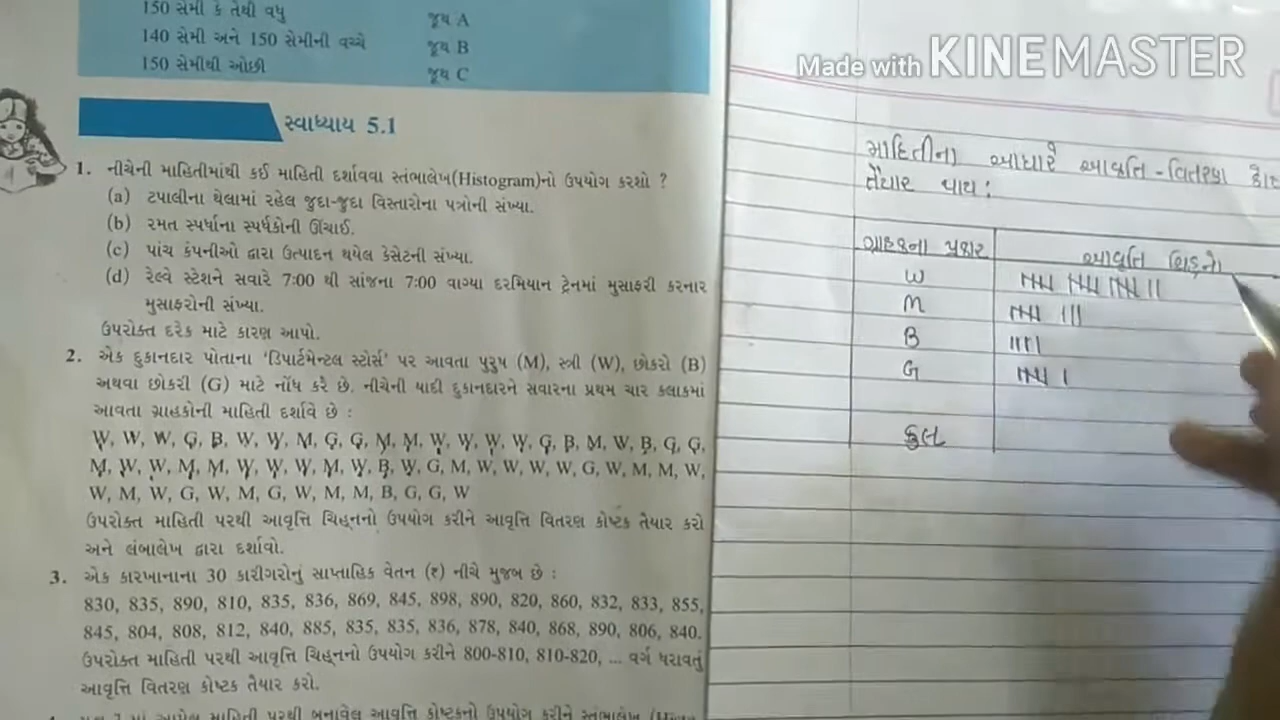 150 સેમી કે તેથી વધુ જૂથ A
140 સેમી અને 150 સેમીની વચ્ચે જૂથ B
150 સેમીથી ઓછી જૂથ C
Made with KINEMASTER
સ્વાધ્યાય 5.1
1. નીચેની માહિતીમાંથી કઈ માહિતી દર્શાવવા સ્તંભાલેખ(Histogram)નો ઉપયોગ કરશો ?
(a) ટપાલીના થેલામાં રહેલ જુદા-જુદા વિસ્તારોના પત્રોની સંખ્યા.
(b) રમત સ્પર્ધાના સ્પર્ધકોની ઊંચાઈ.
(c) પાંચ કંપનીઓ દ્વારા ઉત્પાદન થયેલ કેસેટની સંખ્યા.
(d) રેલ્વે સ્ટેશને સવારે 7:00 થી સાંજના 7:00 વાગ્યા દરમિયાન ટ્રેનમાં મુસાફરી કરનાર
મુસાફરોની સંખ્યા.
ઉપરોક્ત દરેક માટે કારણ આપો.
2. એક દુકાનદાર પોતાના 'ડિપાર્ટમેન્ટલ સ્ટોર્સ' પર આવતા પુરુષ (M), સ્ત્રી (W), છોકરો (B)
અથવા છોકરી (G) માટે નોંધ કરે છે. નીચેની યાદી દુકાનદારને સવારના પ્રથમ ચાર કલાકમાં
આવતા ગ્રાહકોની માહિતી દર્શાવે છે :
W, W, W, G, B, W, W, M, G, G, M, M, W, W, W, W, G, B, M, W, B, G, G,
M, W, W, M, M, W, W, W, M, W, B, W, G, M, W, W, W, W, G, W, M, M, W,
W, M, W, G, W, M, G, W, M, M, B, G, G, W
ઉપરોક્ત માહિતી પરથી આવૃત્તિ ચિહ્નનો ઉપયોગ કરીને આવૃત્તિ વિતરણ કોષ્ટક તૈયાર કરો
અને લંબાલેખ દ્વારા દર્શાવો.
3. એક કારખાનાના 30 કારીગરોનું સાપ્તાહિક વેતન (₹) નીચે મુજબ છે :
830, 835, 890, 810, 835, 836, 869, 845, 898, 890, 820, 860, 832, 833, 855,
845, 804, 808, 812, 840, 885, 835, 835, 836, 878, 840, 868, 890, 806, 840.
ઉપરોક્ત માહિતી પરથી આવૃત્તિ ચિહ્નનો ઉપયોગ કરીને 800-810, 810-820, ... વર્ગ ધરાવતું
આવૃત્તિ વિતરણ કોષ્ટક તૈયાર કરો.
માહિતીના આધારે આવૃત્તિ-વિતરણ
તૈયાર થાય :
ગ્રાહકના પ્રકાર આવૃત્તિ ચિહ્નો
W
M
B
G
કુલ